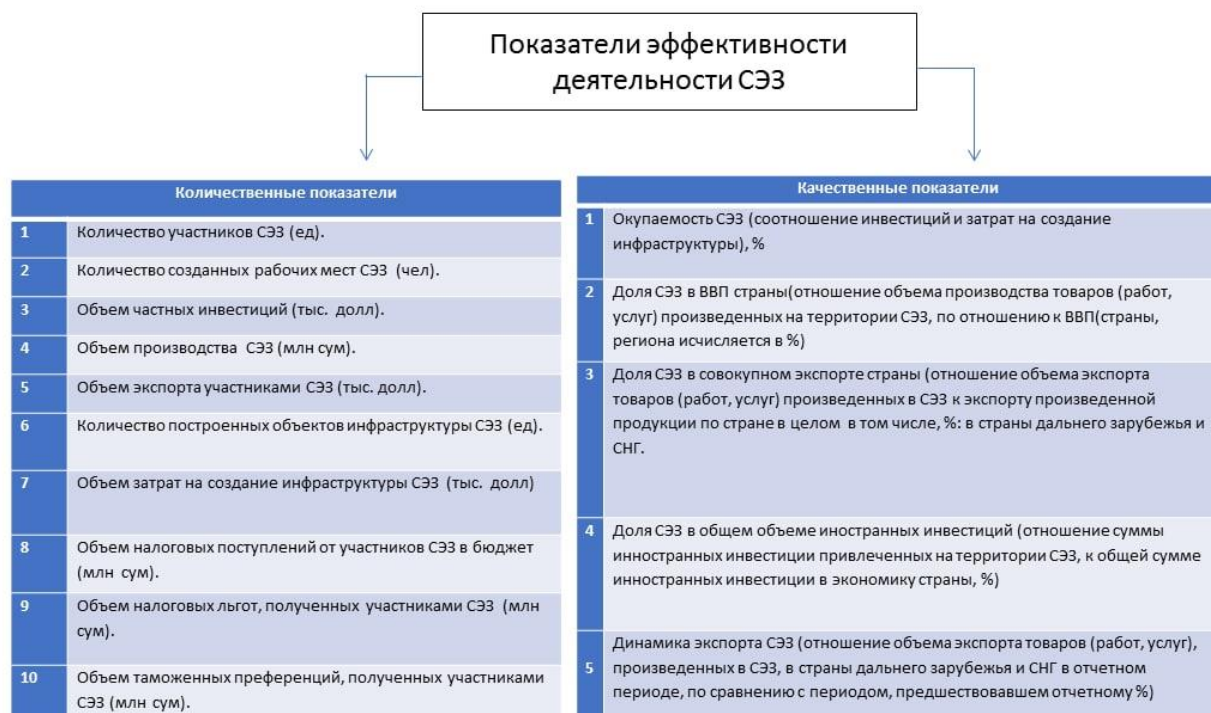 Показатели эффективности
деятельности СЭЗ
Количественные показатели
1 Количество участников СЭЗ (ед).
2 Количество созданных рабочих мест СЭЗ (чел).
3 Объем частных инвестиций (тыс. долл).
4 Объем производства СЭЗ (млн сум).
5 Объем экспорта участниками СЭЗ (тыс. долл).
6 Количество построенных объектов инфраструктуры СЭЗ (ед).
7 Объем затрат на создание инфраструктуры СЭЗ (тыс. долл)
8 Объем налоговых поступлений от участников СЭЗ в бюджет
(млн сум).
9 Объем налоговых льгот, полученных участниками СЭЗ (млн
сум).
10 Объем таможенных преференций, полученных участниками
СЭЗ (млн сум).
Качественные показатели
1 Окупаемость СЭЗ (соотношение инвестиций и затрат на создание
инфраструктуры), %
2 Доля СЭЗ в ВВП страны(отношение объема производства товаров (работ,
услуг) произведенных на территории СЭЗ, по отношению к ВВП(страны,
региона исчисляется в %)
3 Доля СЭЗ в совокупном экспорте страны (отношение объема экспорта
товаров (работ, услуг) произведенных в СЭЗ к экспорту произведенной
продукции по стране в целом в том числе, %: в страны дальнего зарубежья и
СНГ.
4 Доля СЭЗ в общем объеме иностранных инвестиций (отношение суммы
инностранных инвестиции привлеченных на территории СЭЗ, к общей сумме
инностранных инвестиции в экономику страны, %)
Динамика экспорта СЭЗ (отношение объема экспорта товаров (работ, услуг),
5 произведенных в СЭЗ, в страны дальнего зарубежья и СНГ в отчетном
периоде, по сравнению с периодом, предшествовавшем отчетному %)